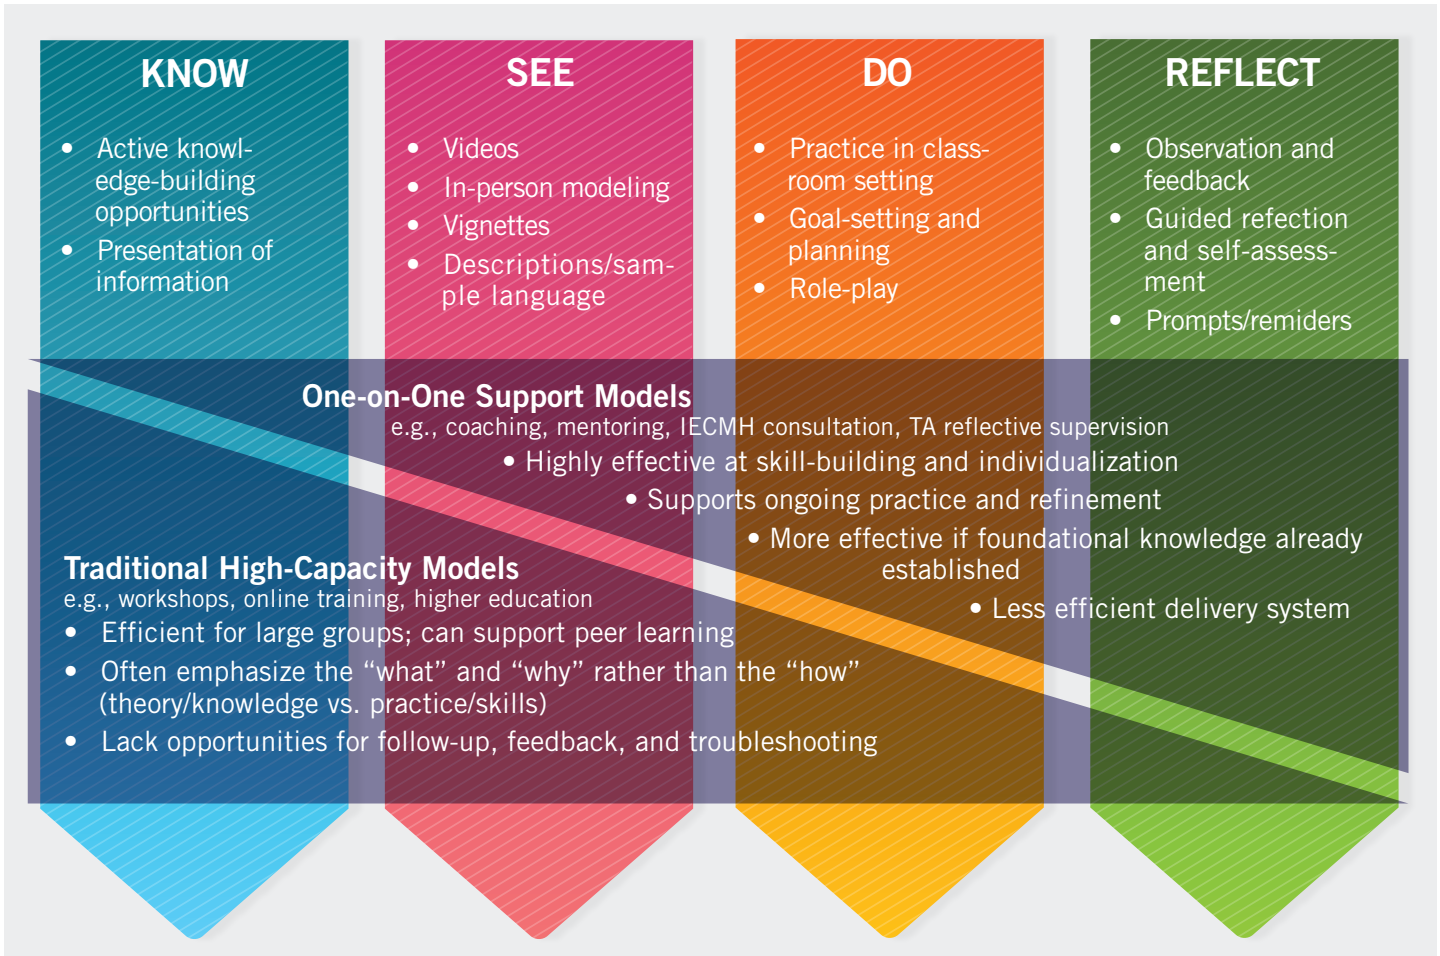 KNOW
• Active knowl-
edge-building
opportunities
• Presentation of
information
SEE
• Videos
• In-person modeling
• Vignettes
• Descriptions/sam-
ple language
DO
• Practice in class-
room setting
• Goal-setting and
planning
• Role-play
REFLECT
• Observation and
feedback
• Guided refection
and self-assess-
ment
• Prompts/remiders
One-on-One Support Models
e.g., coaching, mentoring, IECMH consultation, TA reflective supervision
• Highly effective at skill-building and individualization
• Supports ongoing practice and refinement
• More effective if foundational knowledge already
established
• Less efficient delivery system
Traditional High-Capacity Models
e.g., workshops, online training, higher education
• Efficient for large groups; can support peer learning
• Often emphasize the “what” and “why” rather than the “how”
(theory/knowledge vs. practice/skills)
• Lack opportunities for follow-up, feedback, and troubleshooting